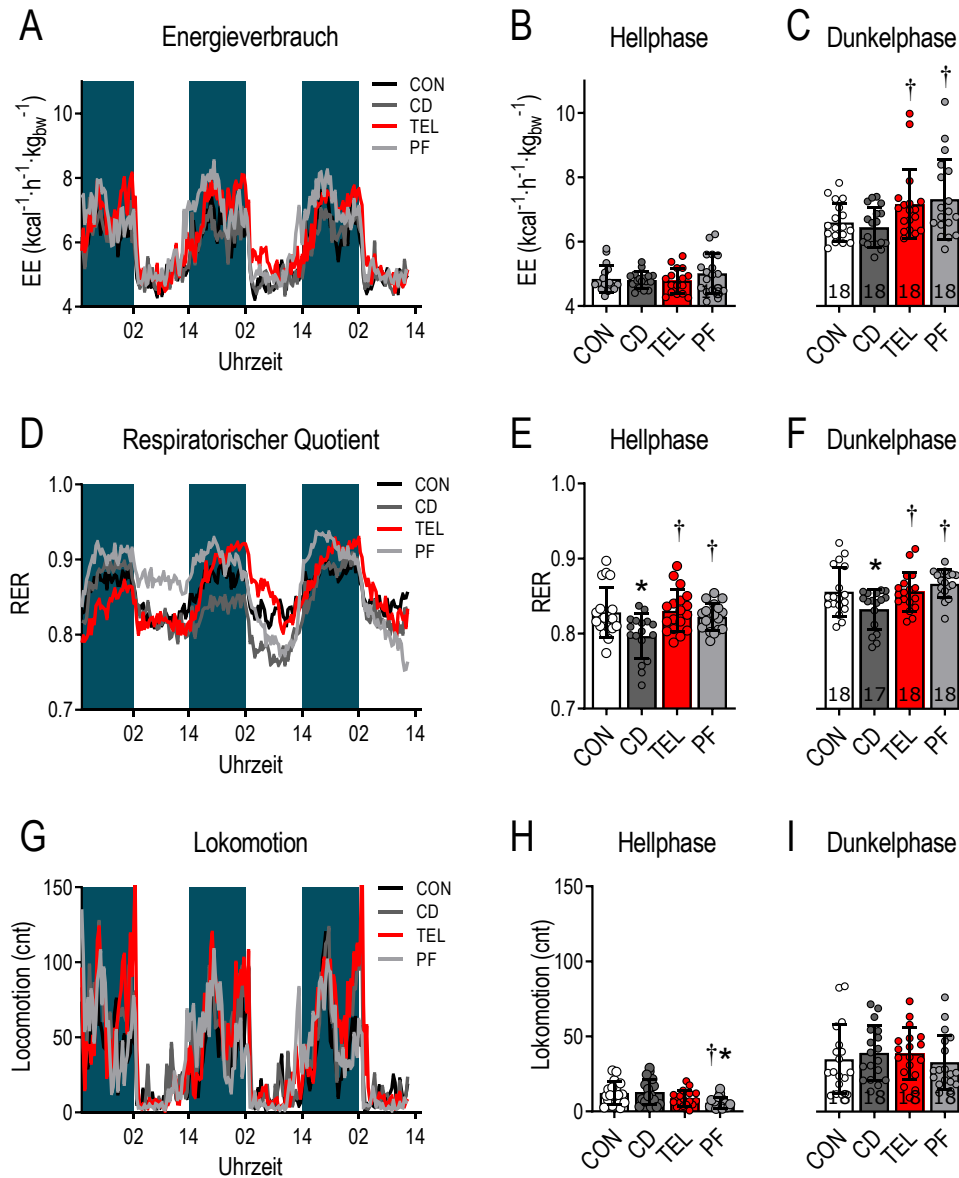 A
Energieverbrauch
EE (kcal⁻¹·h⁻¹·kg_bw⁻¹)
10
8
6
4
02
14
02
14
02
14
Uhrzeit
CON
CD
TEL
PF
B
Hellphase
EE (kcal⁻¹·h⁻¹·kg_bw⁻¹)
10
8
6
4
CON
CD
TEL
PF
C
Dunkelphase
†
†
18
18
18
18
CON
CD
TEL
PF
D
Respiratorischer Quotient
RER
1.0
0.9
0.8
0.7
02
14
02
14
02
14
Uhrzeit
CON
CD
TEL
PF
E
Hellphase
RER
1.0
0.9
0.8
0.7
*
†
†
CON
CD
TEL
PF
F
Dunkelphase
*
†
†
18
17
18
18
CON
CD
TEL
PF
G
Lokomotion
Locomotion (cnt)
150
100
50
0
02
14
02
14
02
14
Uhrzeit
CON
CD
TEL
PF
H
Hellphase
Lokomotion (cnt)
150
100
50
0
†*
CON
CD
TEL
PF
I
Dunkelphase
18
18
18
18
CON
CD
TEL
PF